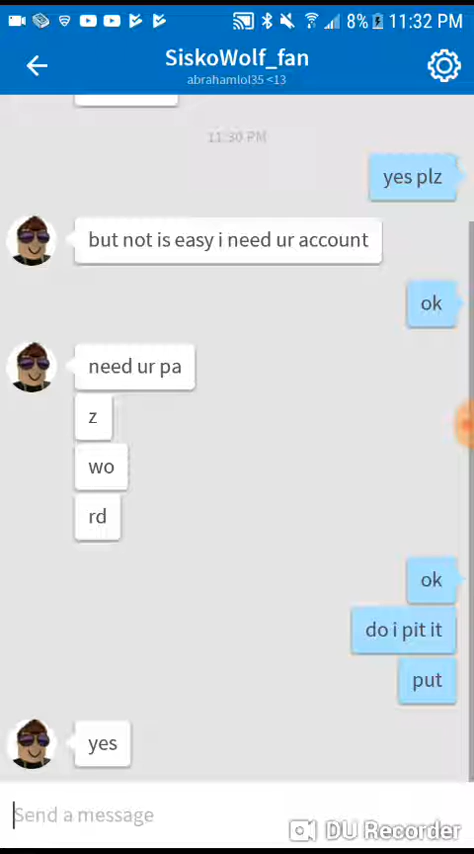 8% 11:32 PM
SiskoWolf_fan
abrahamlol35 <13
11:30 PM
yes plz
but not is easy i need ur account
ok
need ur pa
z
wo
rd
ok
do i pit it
put
yes
Send a message
DU Recorder